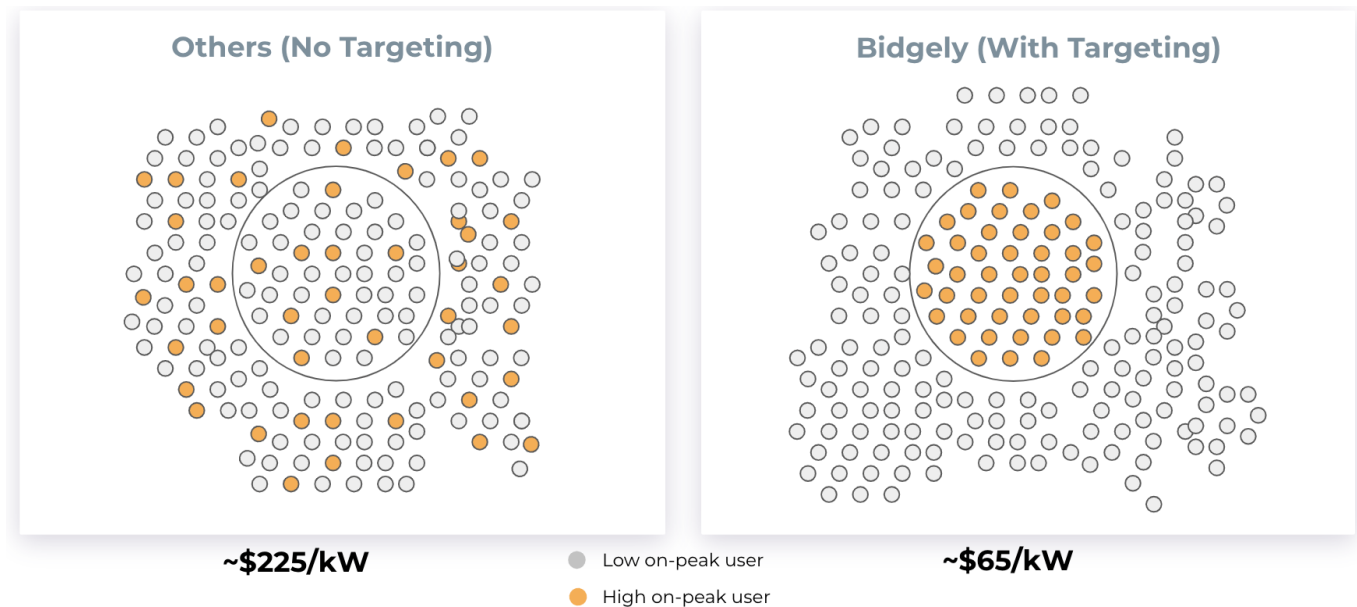 Others (No Targeting)
Bidgely (With Targeting)
~$225/kW
~$65/kW
Low on-peak user
High on-peak user